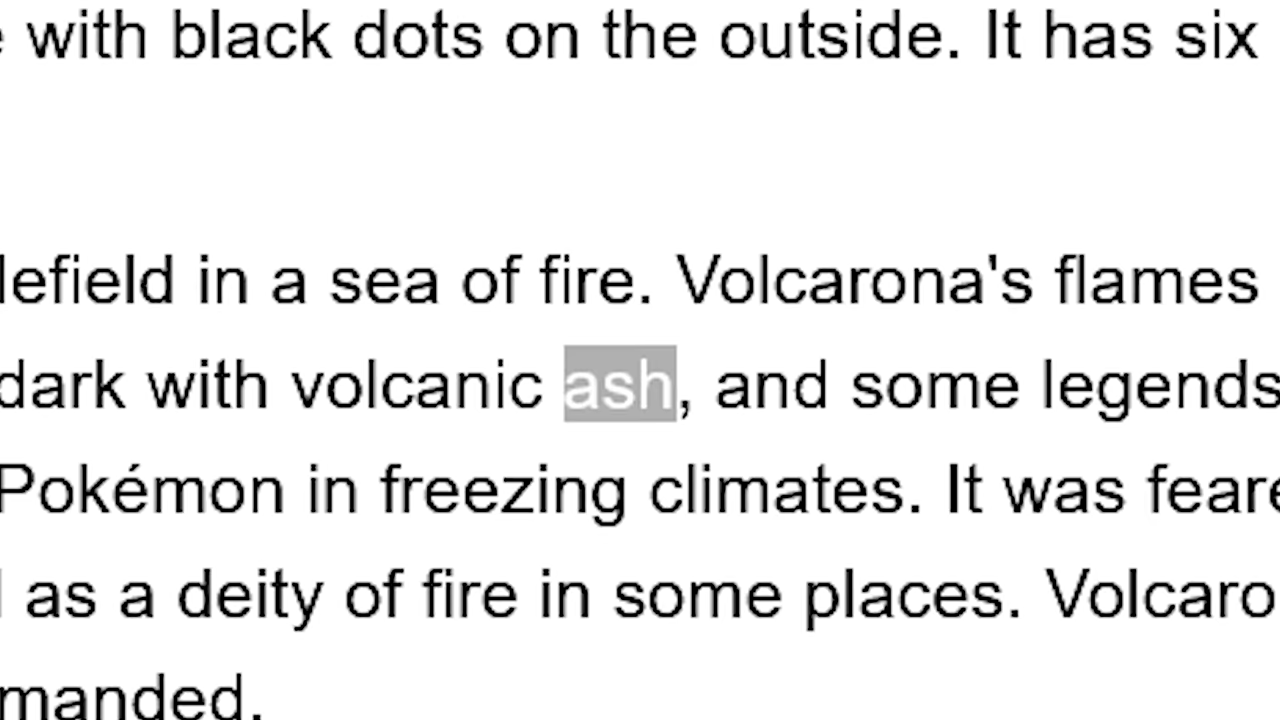 with black dots on the outside. It has six
lefield in a sea of fire. Volcarona's flames
dark with volcanic ash, and some legends
Pokémon in freezing climates. It was feare
as a deity of fire in some places. Volcaro
manded.